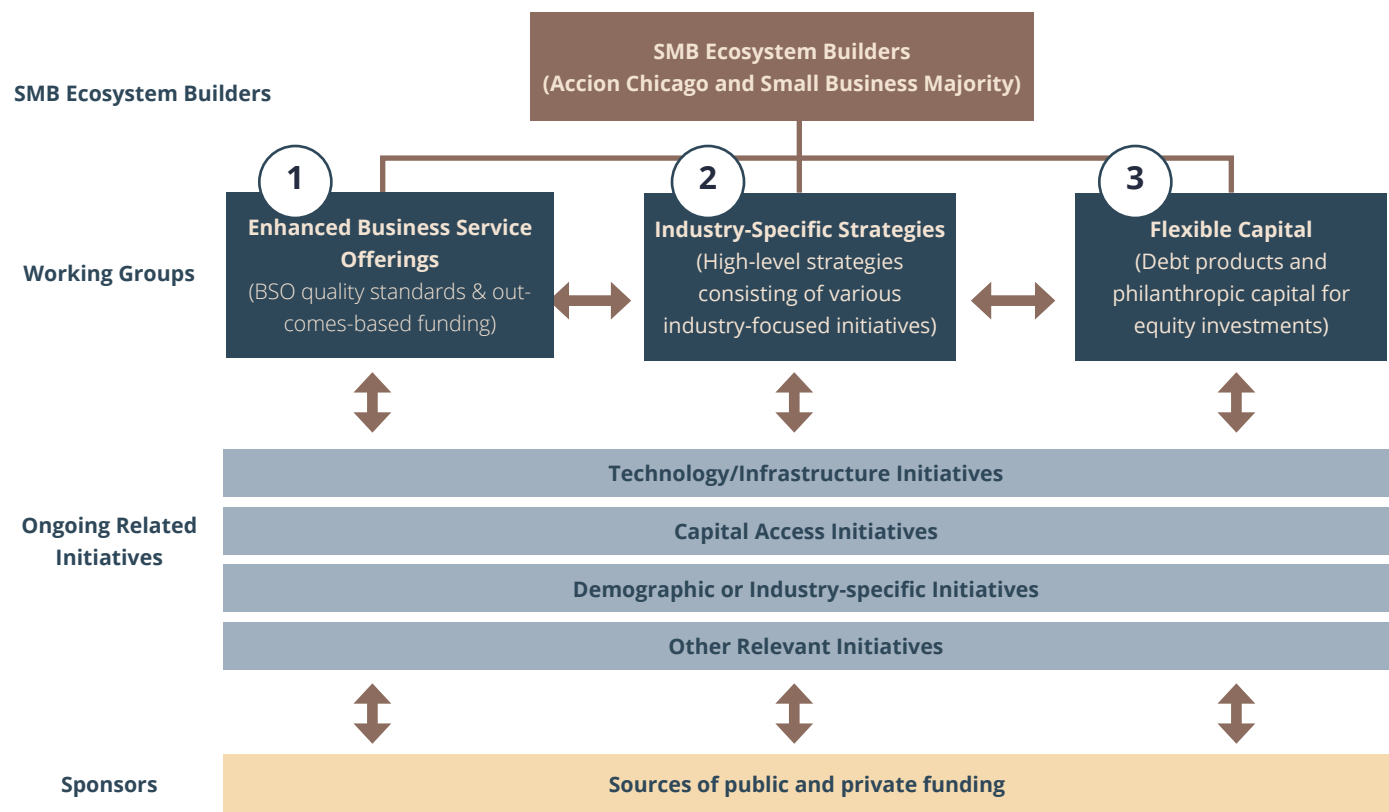 SMB Ecosystem Builders
(Accion Chicago and Small Business Majority)
SMB Ecosystem Builders
1
2
3
Working Groups
Enhanced Business Service
Offerings
(BSO quality standards & out-
comes-based funding)
Industry-Specific Strategies
(High-level strategies
consisting of various
industry-focused initiatives)
Flexible Capital
(Debt products and
philanthropic capital for
equity investments)
Ongoing Related
Initiatives
Technology/Infrastructure Initiatives
Capital Access Initiatives
Demographic or Industry-specific Initiatives
Other Relevant Initiatives
Sponsors
Sources of public and private funding